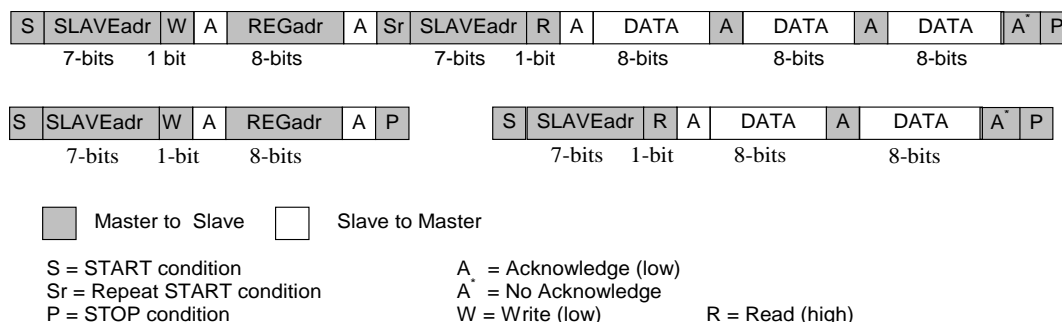 S SLAVEadr W A REGadr A Sr SLAVEadr R A DATA A DATA A DATA A* P
7-bits 1 bit 8-bits 7-bits 1-bit 8-bits 8-bits 8-bits
S SLAVEadr W A REGadr A P S SLAVEadr R A DATA A DATA A* P
7-bits 1-bit 8-bits 7-bits 1-bit 8-bits 8-bits
Master to Slave Slave to Master
S = START condition A = Acknowledge (low)
Sr = Repeat START condition A* = No Acknowledge
P = STOP condition W = Write (low) R = Read (high)